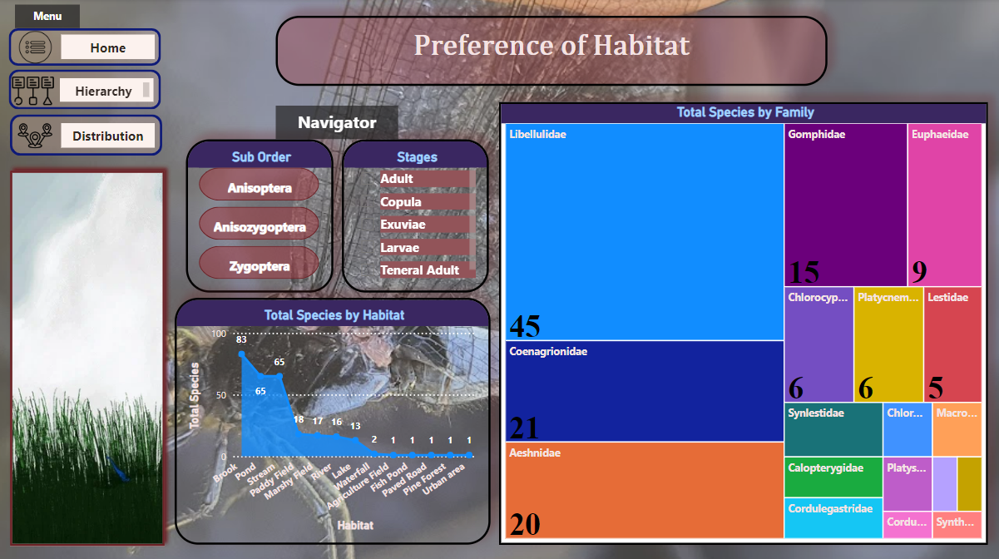 Menu
Home
Hierarchy
Distribution
Preference of Habitat
Navigator
Sub Order
Anisoptera
Anisozygoptera
Zygoptera
Stages
Adult
Copula
Exuviae
Larvae
Teneral Adult
Total Species by Habitat
Total Species
100
50
0
83
65
65
18
17
16
13
2
1
1
1
1
1
Brook
Pond
Stream
Paddy Field
Marshy Field
River
Lake
Waterfall
Agriculture Field
Fish Pond
Paved Road
Pine Forest
Urban area
Habitat
Total Species by Family
Libellulidae
45
Coenagrionidae
21
Aeshnidae
20
Gomphidae
15
Euphaeidae
9
Chlorocyp...
6
Platycnem...
6
Lestidae
5
Synlestidae
Chlor...
Macro...
Calopterygidae
Platys...
Cordulegastridae
Cordu...
Synth...